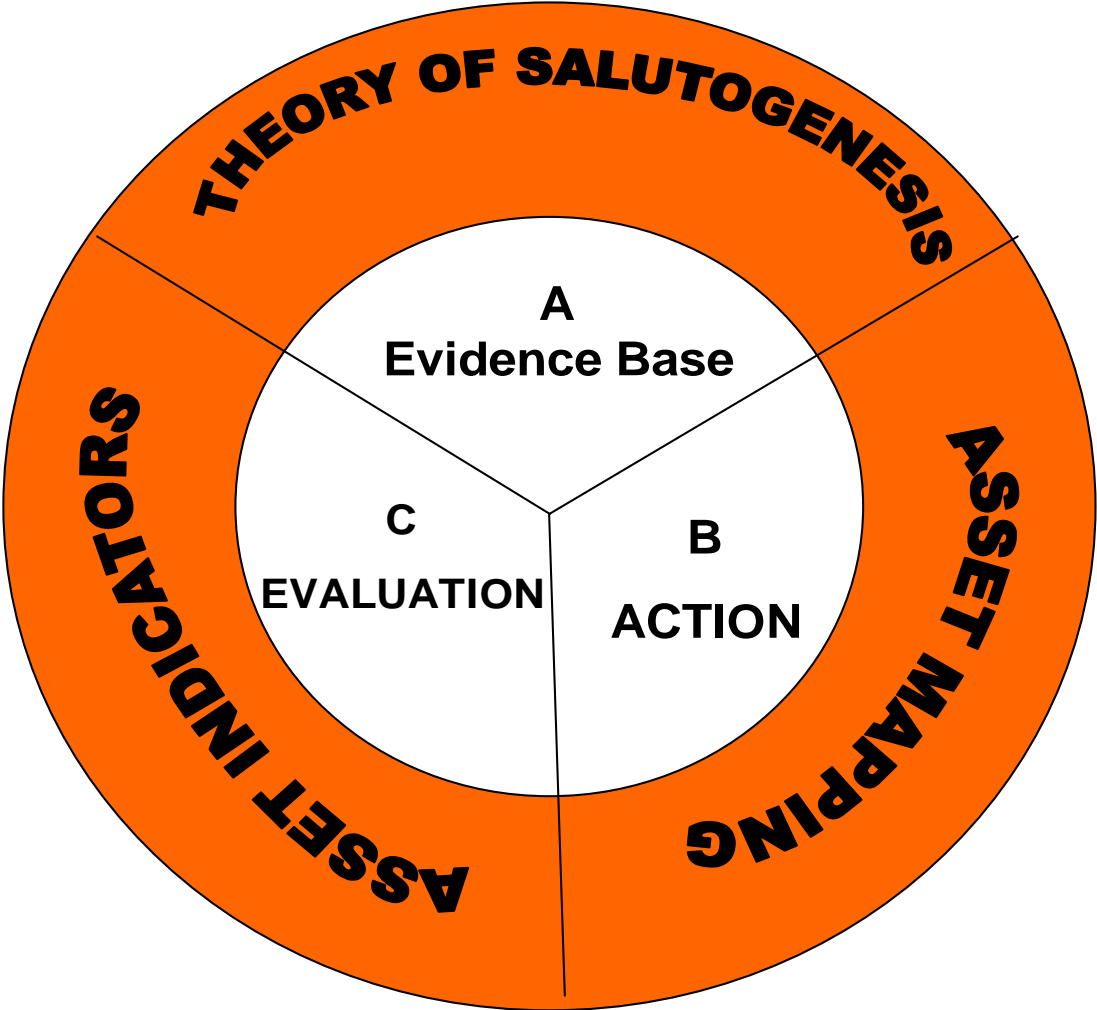 THEORY OF SALUTOGENESIS
A
Evidence Base
B
ACTION
C
EVALUATION
ASSET MAPPING
ASSET INDICATORS